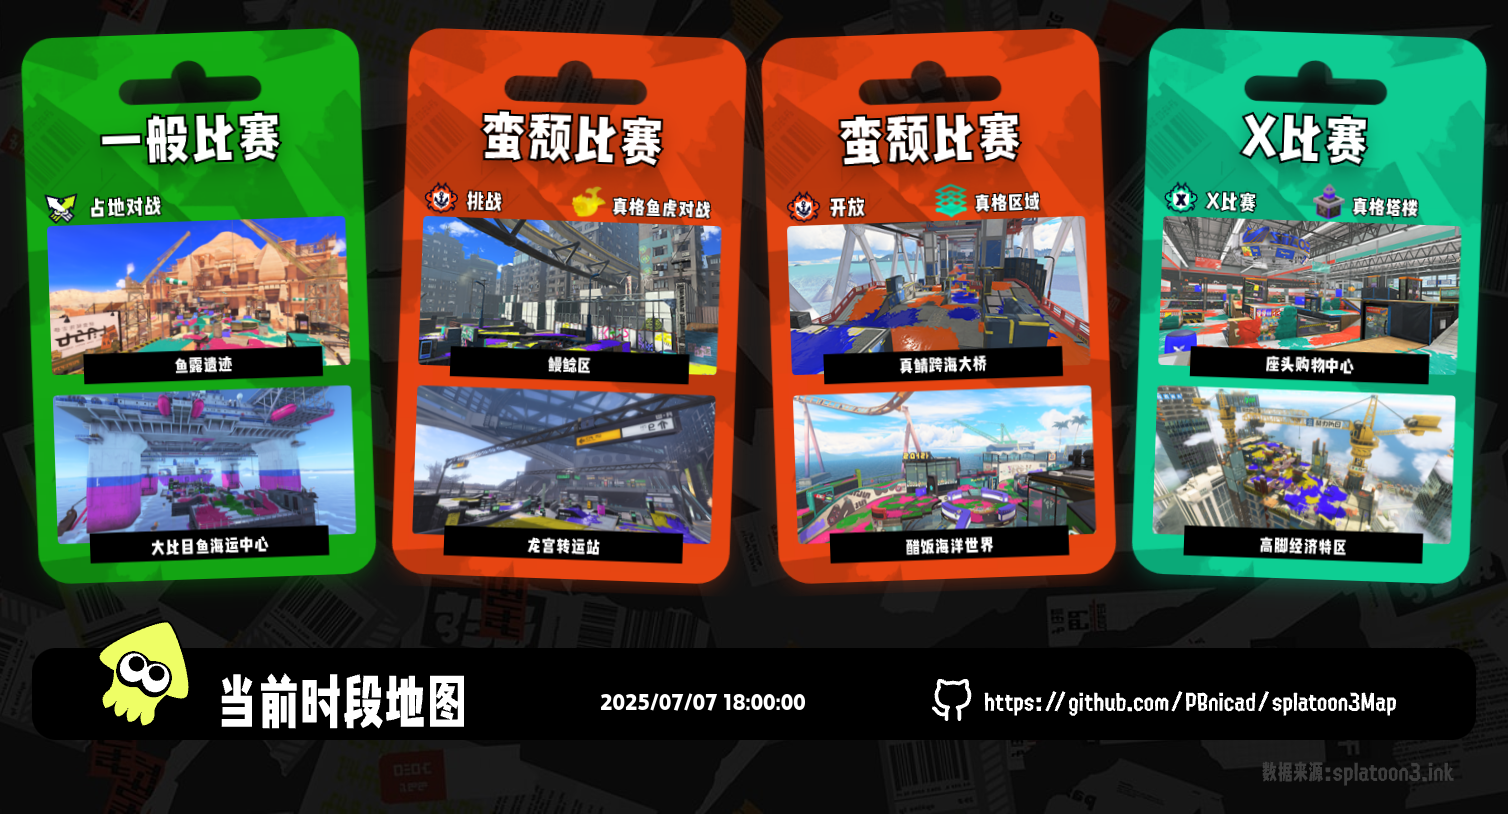 一般比赛
占地对战
鱼露遗迹
大比目鱼海运中心
蛮颓比赛
挑战
真格鱼虎对战
鳗鲶区
龙宫转运站
蛮颓比赛
开放
真格区域
真鲭跨海大桥
醋饭海洋世界
X比赛
X比赛
真格塔楼
座头购物中心
高脚经济特区
当前时段地图
2025/07/07 18:00:00
https://github.com/PBnicad/splatoon3Map
数据来源:splatoon3.ink